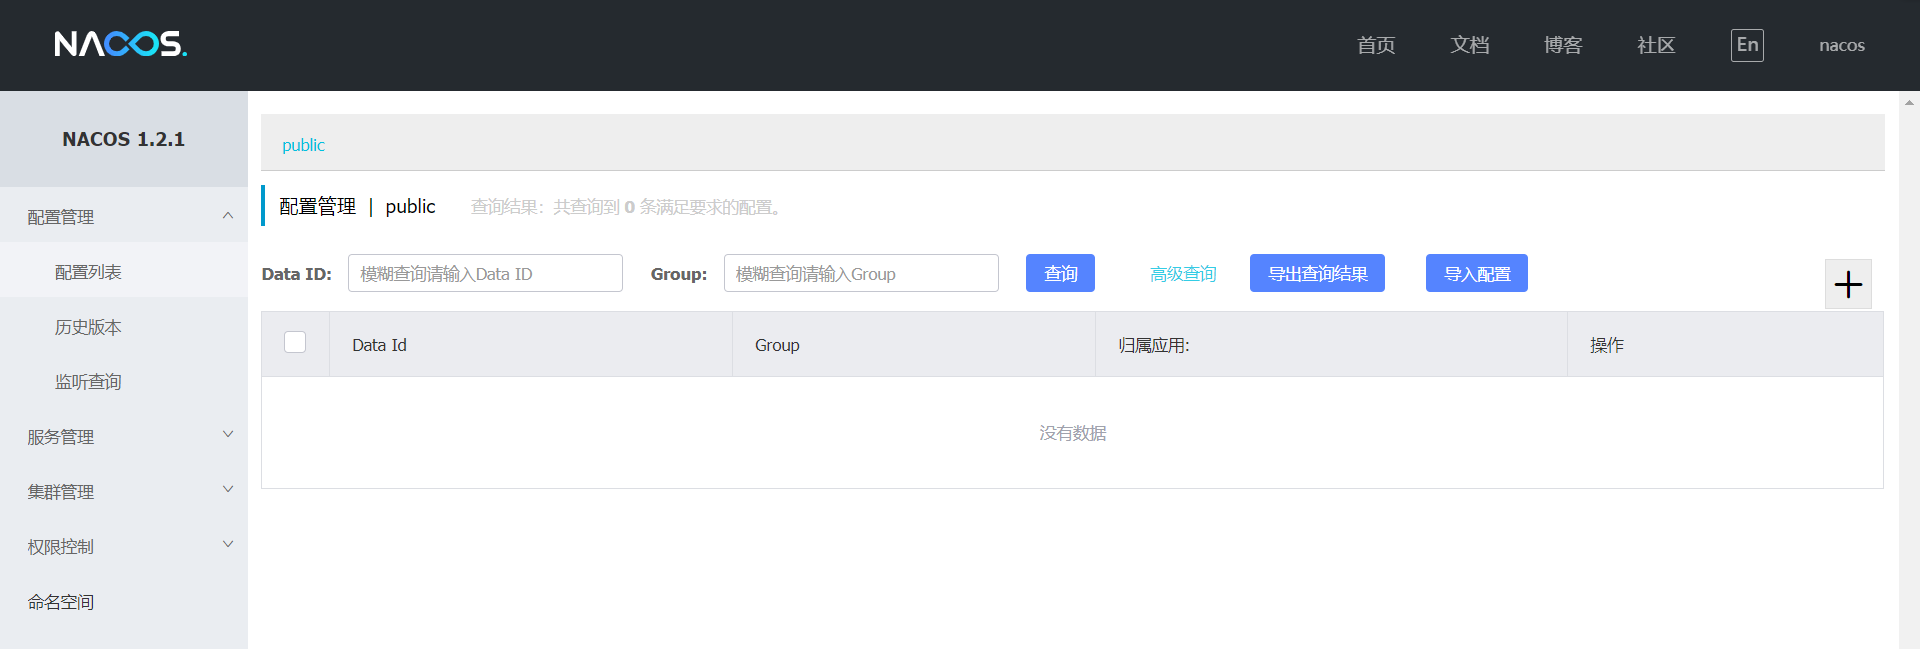 NACOS.
首页 文档 博客 社区 En nacos
NACOS 1.2.1
配置管理
配置列表
历史版本
监听查询
服务管理
集群管理
权限控制
命名空间
public
配置管理 | public 查询结果：共查询到 0 条满足要求的配置。
Data ID: 模糊查询请输入Data ID Group: 模糊查询请输入Group 查询 高级查询 导出查询结果 导入配置
Data Id Group 归属应用: 操作
没有数据